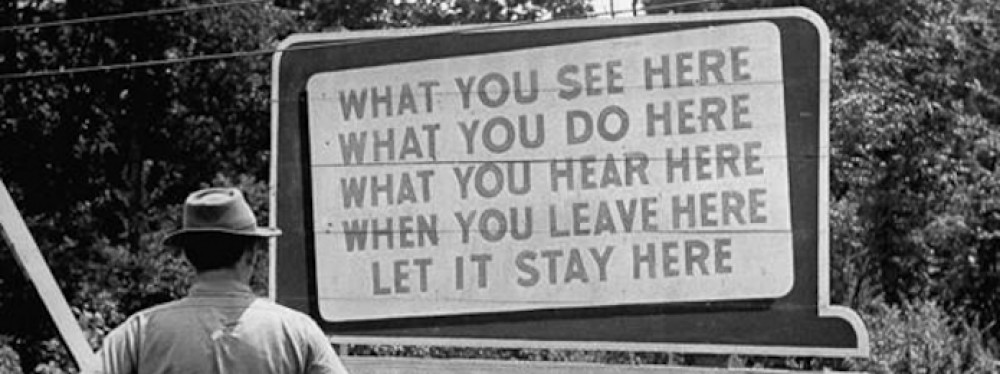 WHAT YOU SEE HERE
WHAT YOU DO HERE
WHAT YOU HEAR HERE
WHEN YOU LEAVE HERE
LET IT STAY HERE